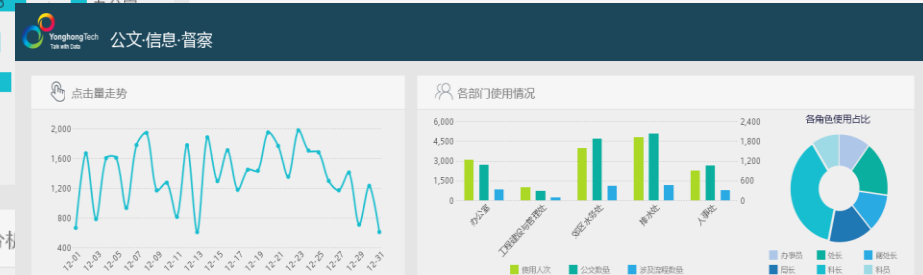 YonghongTech
Talk with Data
公文·信息·督察
点击量走势
2,000
1,600
1,200
800
400
12-01
12-03
12-05
12-07
12-09
12-11
12-13
12-15
12-17
12-19
12-21
12-23
12-25
12-27
12-29
12-31
各部门使用情况
6,000
4,500
3,000
1,500
0
2,400
1,800
1,200
600
0
办公室
工程建设与管理处
郊区水务处
排水处
人事处
使用人次
公文数量
涉及流程数量
各角色使用占比
办事员
处长
副处长
局长
科长
科员